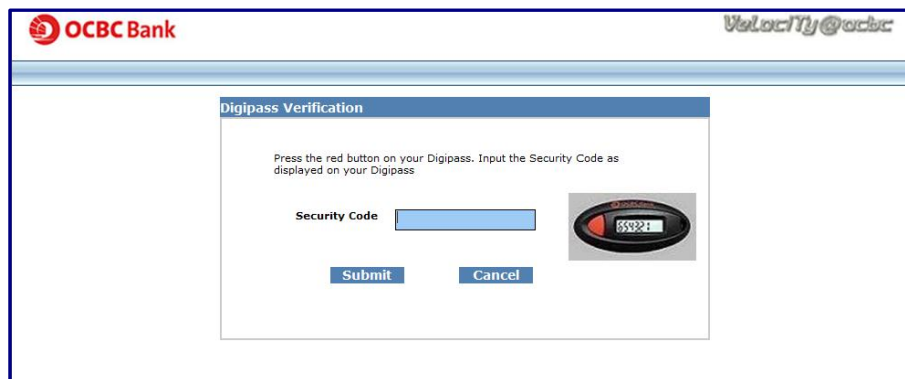 OCBC Bank
Velocity@ocbc
Digipass Verification
Press the red button on your Digipass. Input the Security Code as
displayed on your Digipass
Security Code
Submit
Cancel